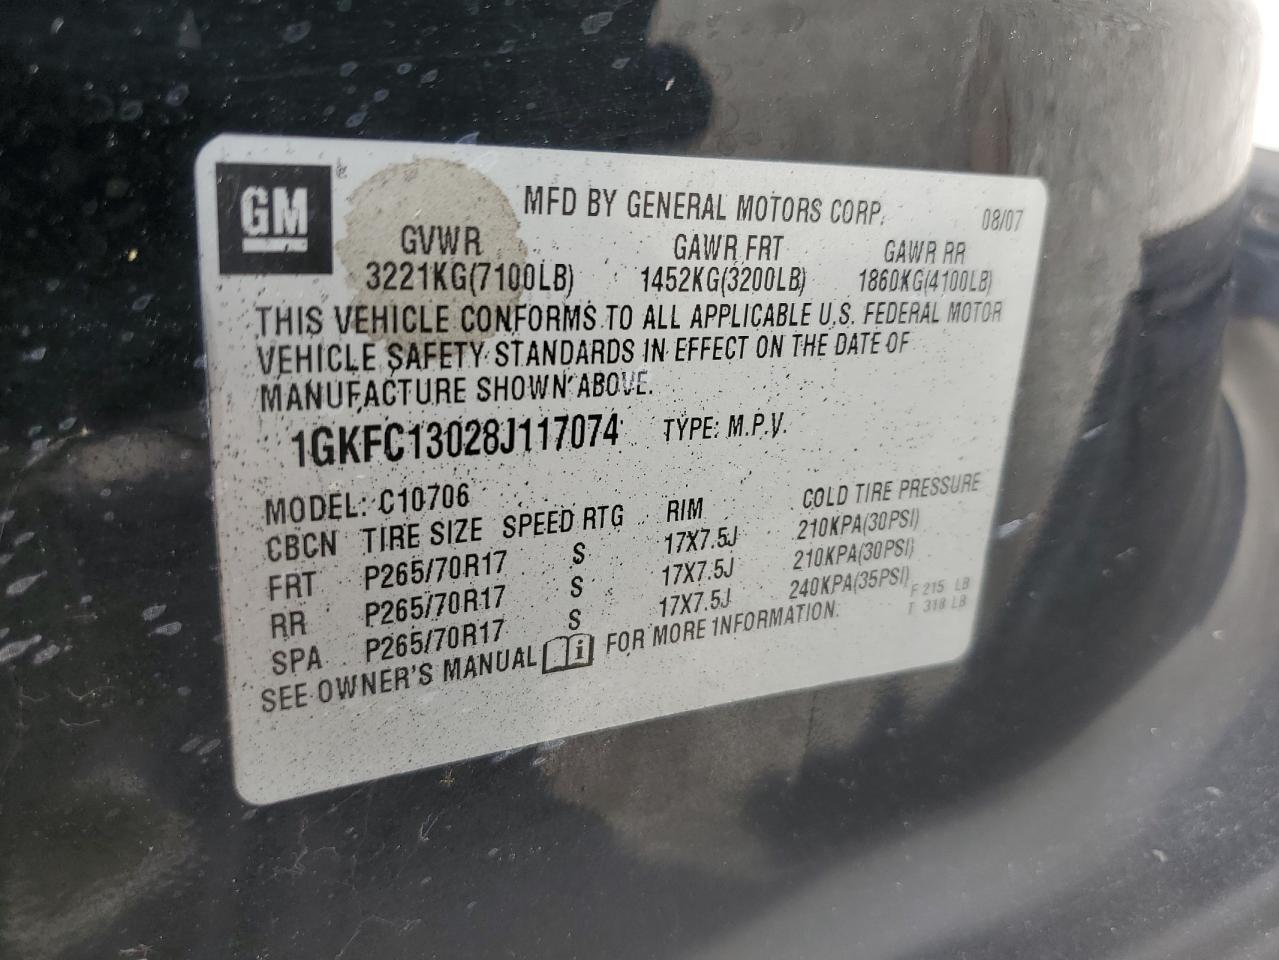 GM
MFD BY GENERAL MOTORS CORP. 08/07
GVWR GAWR FRT GAWR RR
3221KG(7100LB) 1452KG(3200LB) 1860KG(4100LB)
THIS VEHICLE CONFORMS TO ALL APPLICABLE U.S. FEDERAL MOTOR
VEHICLE SAFETY STANDARDS IN EFFECT ON THE DATE OF
MANUFACTURE SHOWN ABOVE.
1GKFC13028J117074 TYPE: M.P.V.
MODEL: C10706
CBCN TIRE SIZE SPEED RTG RIM COLD TIRE PRESSURE
FRT P265/70R17 S 17X7.5J 210KPA(30PSI)
RR P265/70R17 S 17X7.5J 210KPA(30PSI)
SPA P265/70R17 S 17X7.5J 240KPA(35PSI)
SEE OWNER'S MANUAL FOR MORE INFORMATION.
F 215 LB
T 318 LB